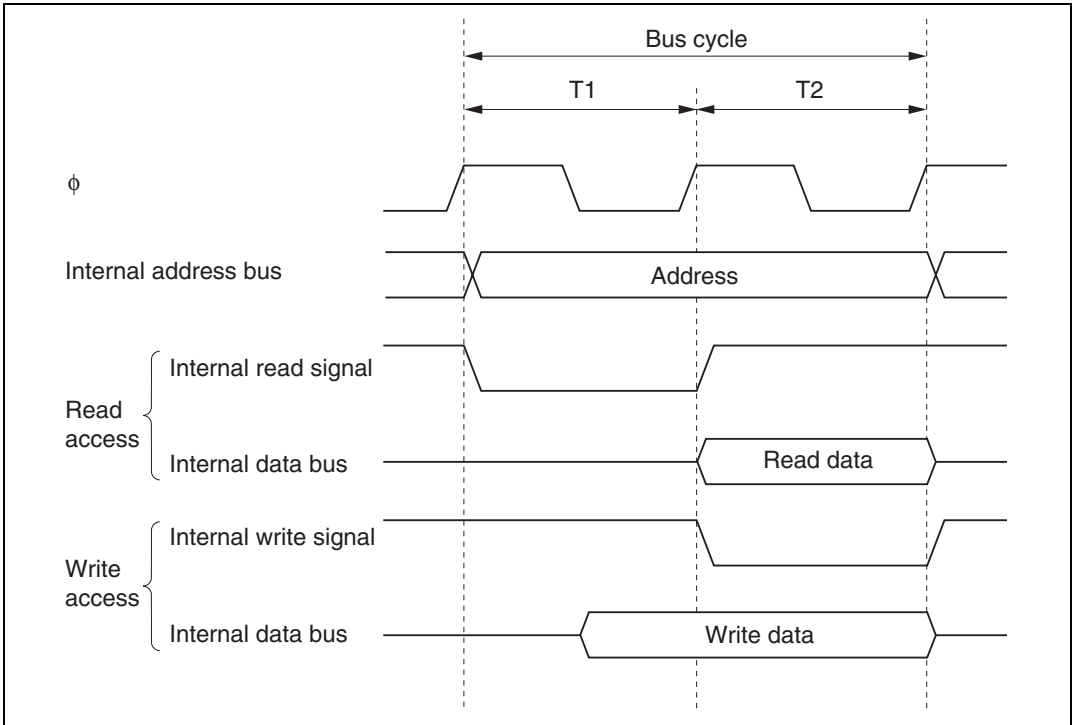 Bus cycle
T1 T2
ϕ
Internal address bus Address
Internal read signal
Read
access
Internal data bus Read data
Internal write signal
Write
access
Internal data bus Write data